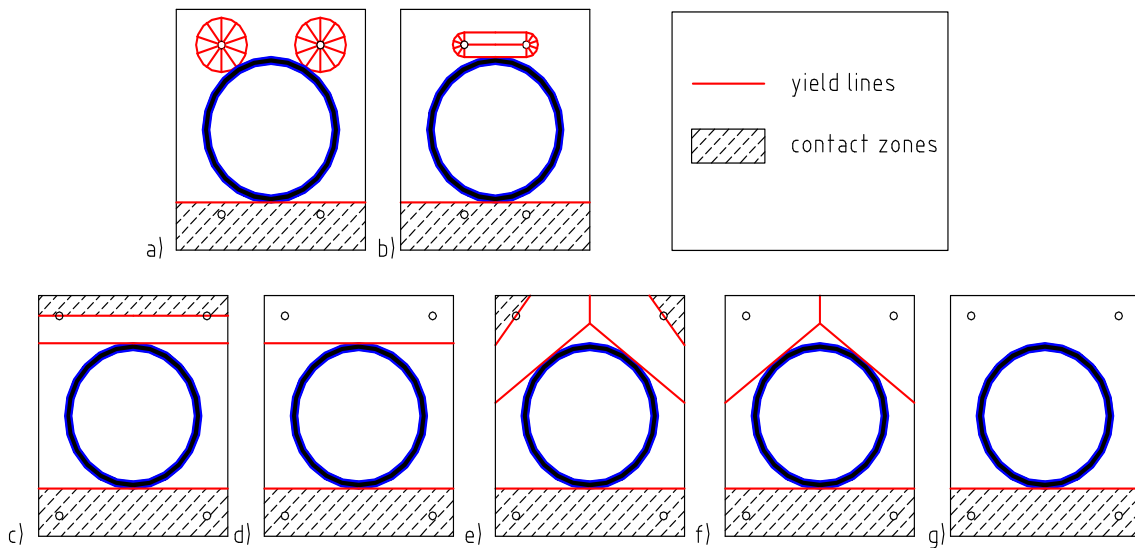 yield lines
contact zones
a)
b)
c)
d)
e)
f)
g)